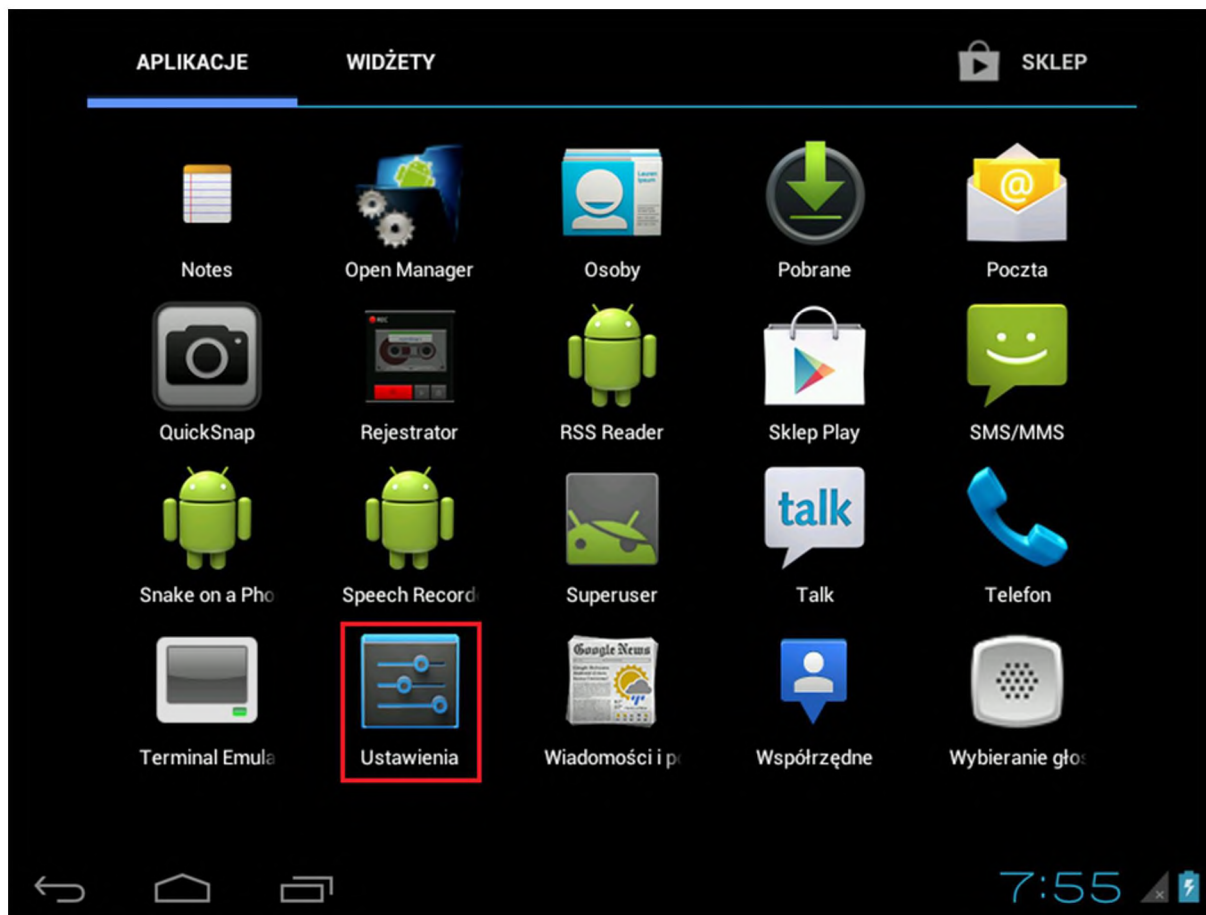 APLIKACJE WIDŻETY SKLEP
Notes Open Manager Osoby Pobrane Poczta
QuickSnap Rejestrator RSS Reader Sklep Play SMS/MMS
talk
Snake on a Pho Speech Record Superuser Talk Telefon
Google News
Terminal Emula Ustawienia Wiadomości i p Współrzędne Wybieranie głos
7:55